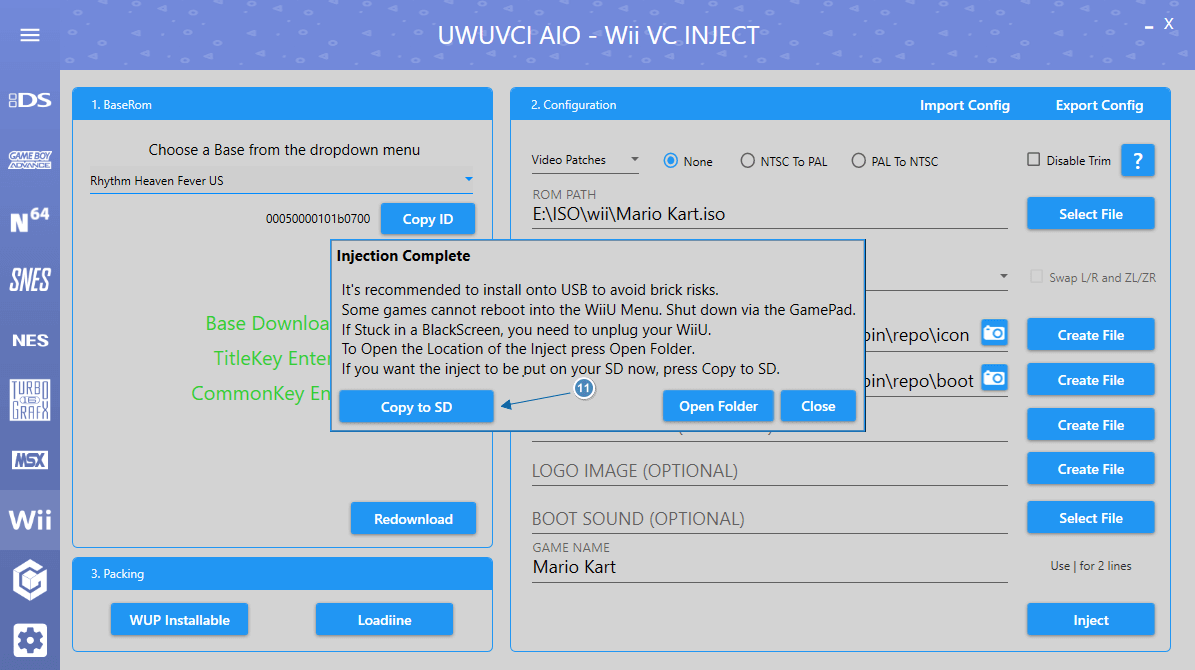 UWUVCI AIO - Wii VC INJECT
X
DS
GAME BOY
ADVANCE
N64
SNES
NES
TURBO
GRAFX
MSX
Wii
1. BaseRom
Choose a Base from the dropdown menu
Rhythm Heaven Fever US
00050000101b0700
Copy ID
Base Downloa
TitleKey Enter
CommonKey En
Redownload
3. Packing
WUP Installable
Loadiine
2. Configuration
Import Config
Export Config
Video Patches
None
NTSC To PAL
PAL To NTSC
Disable Trim
?
ROM PATH
E:\ISO\wii\Mario Kart.iso
Select File
Swap L/R and ZL/ZR
bin\repo\icon
Create File
bin\repo\boot
Create File
Create File
LOGO IMAGE (OPTIONAL)
Create File
BOOT SOUND (OPTIONAL)
Select File
GAME NAME
Mario Kart
Use | for 2 lines
Inject
Injection Complete
It's recommended to install onto USB to avoid brick risks.
Some games cannot reboot into the WiiU Menu. Shut down via the GamePad.
If Stuck in a BlackScreen, you need to unplug your WiiU.
To Open the Location of the Inject press Open Folder.
If you want the inject to be put on your SD now, press Copy to SD.
11
Copy to SD
Open Folder
Close